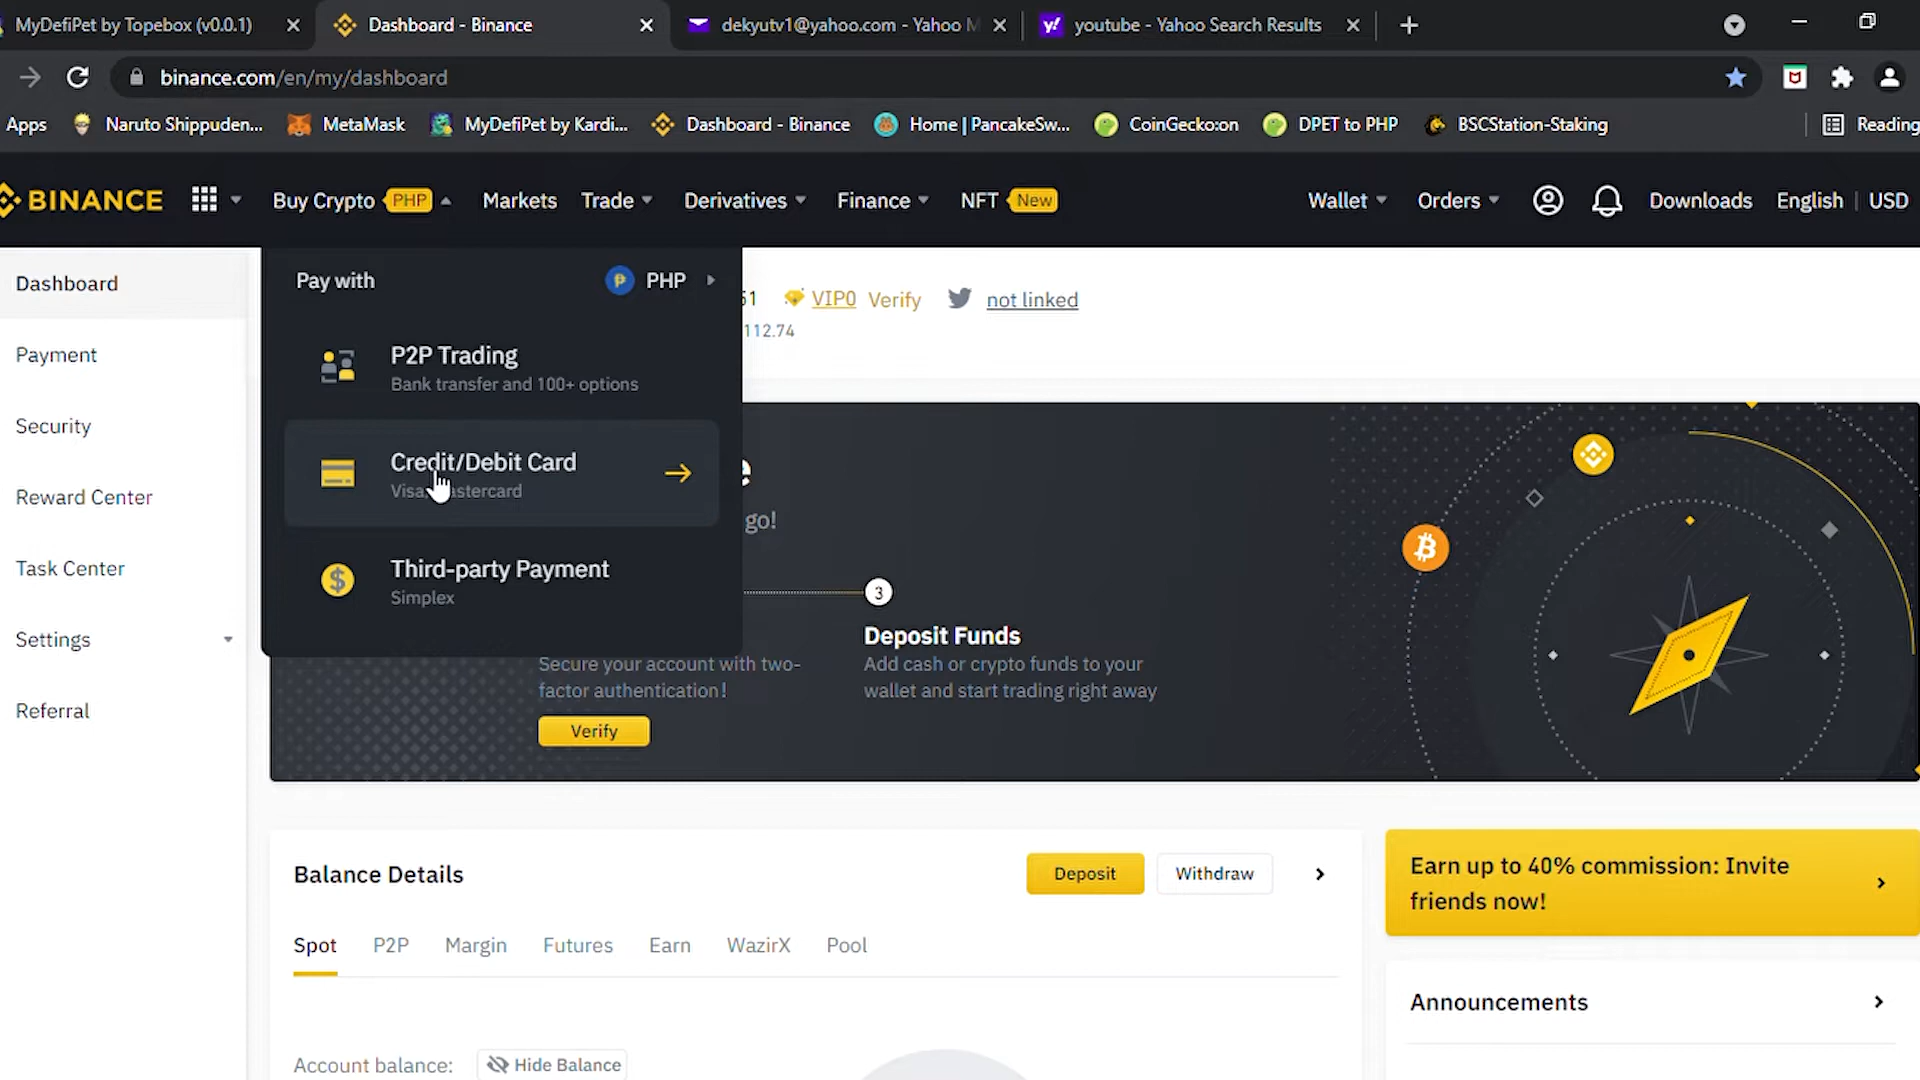 MyDefiPet by Topebox (v0.0.1)
Dashboard - Binance
dekyutv1@yahoo.com - Yahoo M
youtube - Yahoo Search Results
binance.com/en/my/dashboard
Apps
Naruto Shippuden...
MetaMask
MyDefiPet by Kardi...
Dashboard - Binance
Home | PancakeSw...
CoinGecko:on
DPET to PHP
BSCStation-Staking
Reading
BINANCE
Buy Crypto PHP
Markets
Trade
Derivatives
Finance
NFT New
Wallet
Orders
Downloads
English
USD
Dashboard
Payment
Security
Reward Center
Task Center
Settings
Referral
Pay with
PHP
P2P Trading
Bank transfer and 100+ options
Credit/Debit Card
Visa, Mastercard
Third-party Payment
Simplex
51
VIP0
Verify
not linked
112.74
e
go!
3
Secure your account with two-
factor authentication!
Verify
Deposit Funds
Add cash or crypto funds to your
wallet and start trading right away
Balance Details
Deposit
Withdraw
Spot
P2P
Margin
Futures
Earn
WazirX
Pool
Account balance:
Hide Balance
Earn up to 40% commission: Invite
friends now!
Announcements